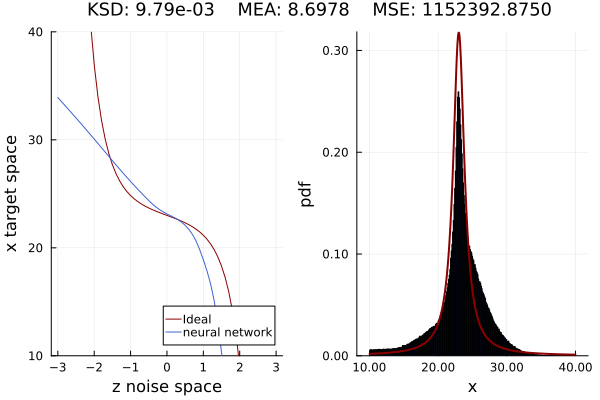 KSD: 9.79e-03 MEA: 8.6978 MSE: 1152392.8750
x target space
40
30
20
10
Ideal
neural network
−3 −2 −1 0 1 2 3
z noise space
pdf
0.30
0.20
0.10
0.00
10.00 20.00 30.00 40.00
x